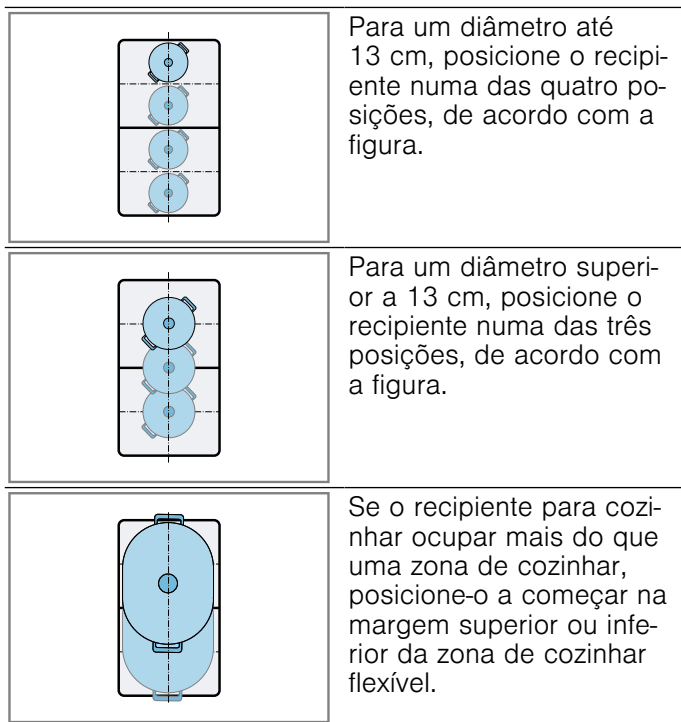 Para um diâmetro até
13 cm, posicione o recipi-
ente numa das quatro po-
sições, de acordo com a
figura.
Para um diâmetro superi-
or a 13 cm, posicione o
recipiente numa das três
posições, de acordo com
a figura.
Se o recipiente para cozi-
nhar ocupar mais do que
uma zona de cozinhar,
posicione-o a começar na
margem superior ou infe-
rior da zona de cozinhar
flexível.